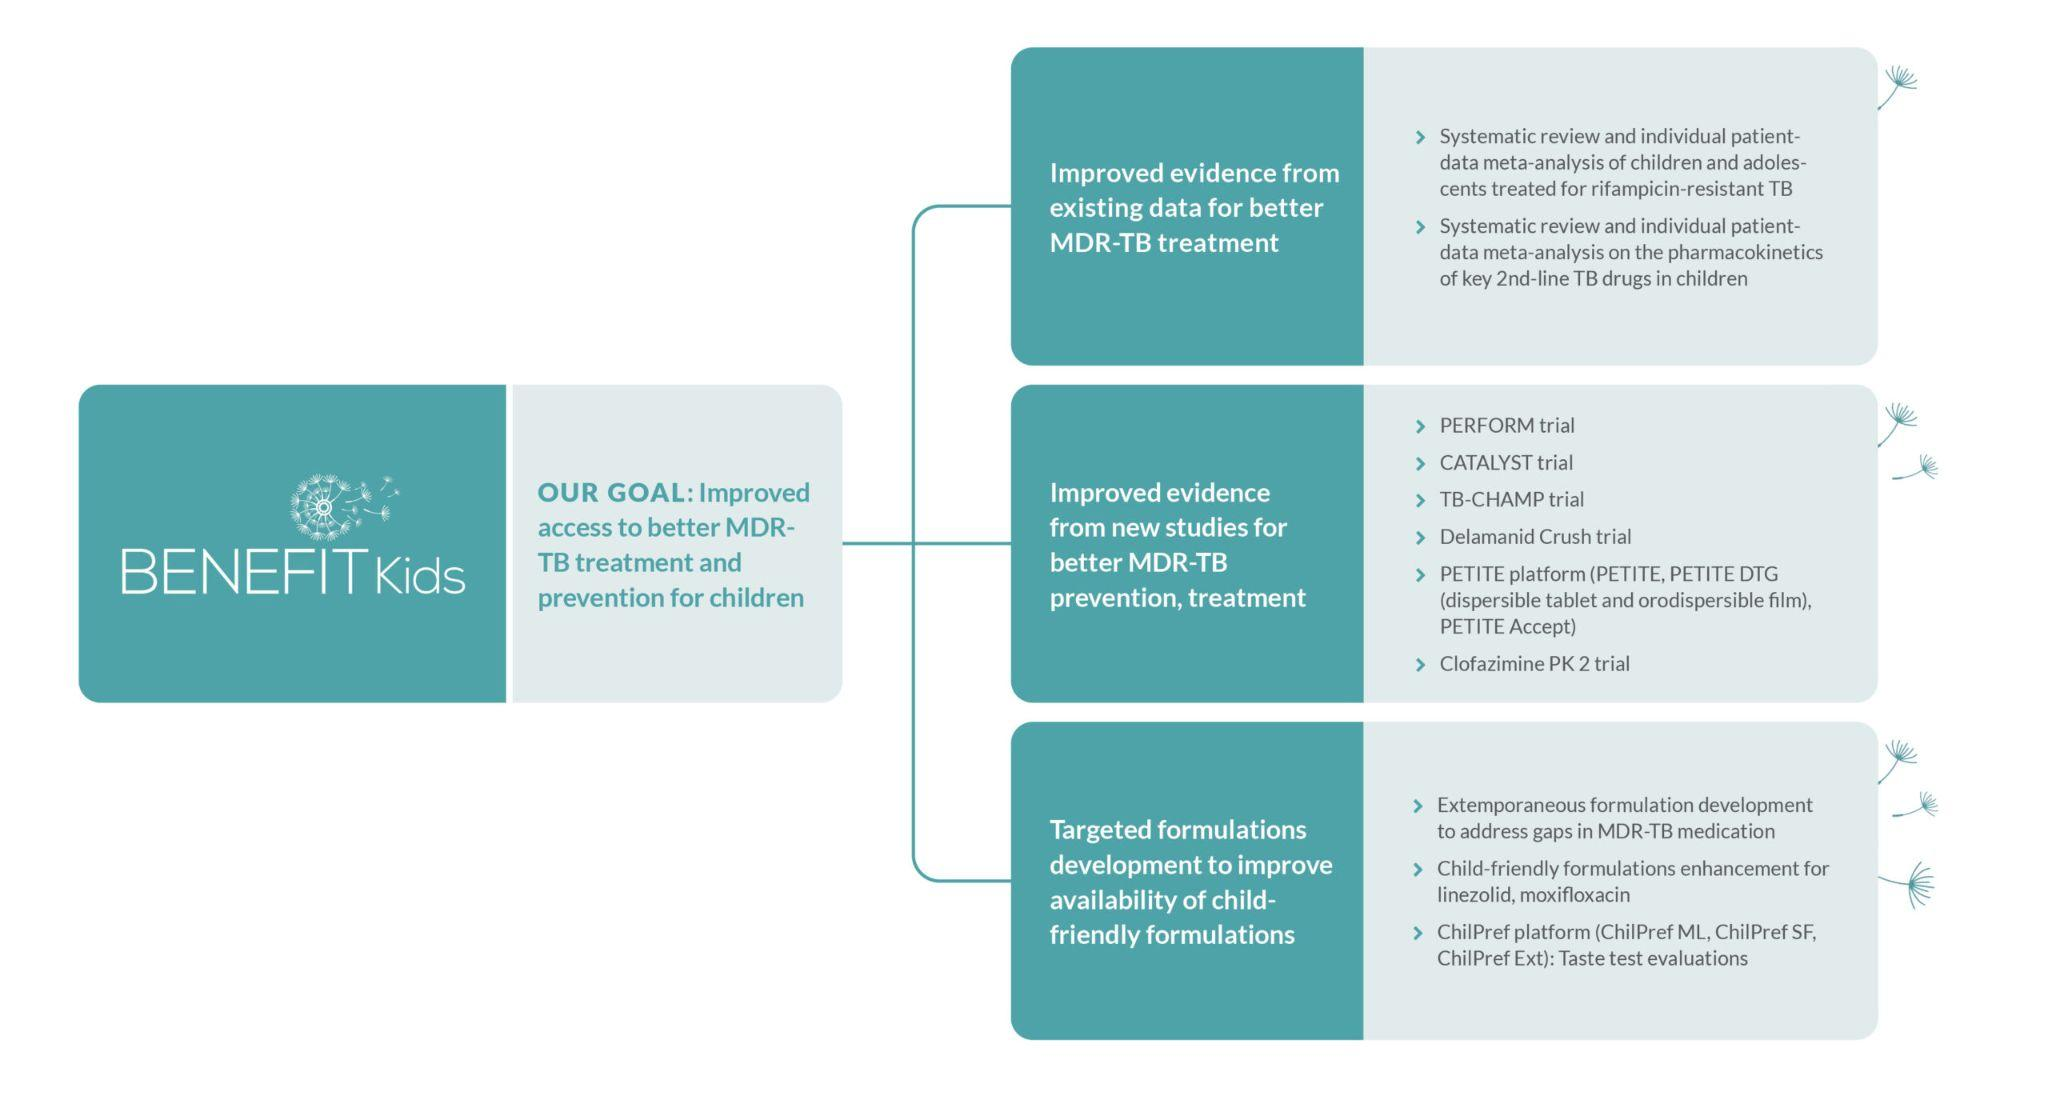 BENEFIT Kids
OUR GOAL: Improved
access to better MDR-
TB treatment and
prevention for children
Improved evidence from
existing data for better
MDR-TB treatment
Systematic review and individual patient-
data meta-analysis of children and adoles-
cents treated for rifampicin-resistant TB
Systematic review and individual patient-
data meta-analysis on the pharmacokinetics
of key 2nd-line TB drugs in children
Improved evidence
from new studies for
better MDR-TB
prevention, treatment
PERFORM trial
CATALYST trial
TB-CHAMP trial
Delamanid Crush trial
PETITE platform (PETITE, PETITE DTG
(dispersible tablet and orodispersible film),
PETITE Accept)
Clofazimine PK 2 trial
Targeted formulations
development to improve
availability of child-
friendly formulations
Extemporaneous formulation development
to address gaps in MDR-TB medication
Child-friendly formulations enhancement for
linezolid, moxifloxacin
ChilPref platform (ChilPref ML, ChilPref SF,
ChilPref Ext): Taste test evaluations